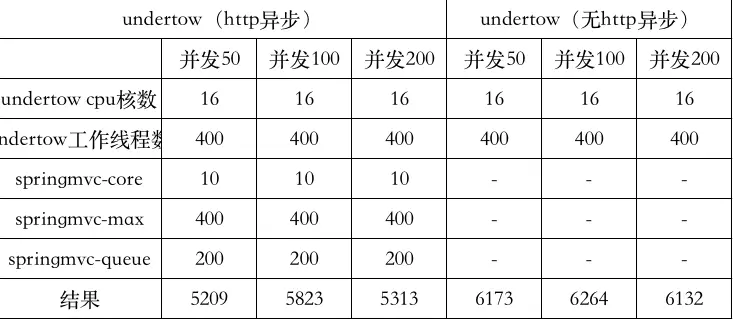 undertow（http异步） undertow（无http异步）
并发50 并发100 并发200 并发50 并发100 并发200
undertow cpu核数 16 16 16 16 16 16
ndertow工作线程数 400 400 400 400 400 400
springmvc-core 10 10 10 - - -
springmvc-max 400 400 400 - - -
springmvc-queue 200 200 200 - - -
结果 5209 5823 5313 6173 6264 6132